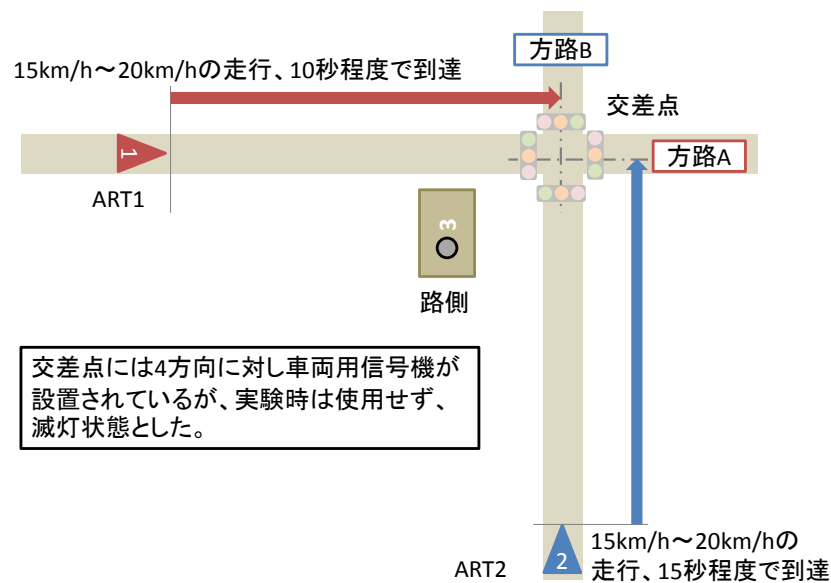 方路B
15km/h～20km/hの走行、10秒程度で到達
交差点
1
方路A
ART1
3
路側
交差点には4方向に対し車両用信号機が
設置されているが、実験時は使用せず、
滅灯状態とした。
15km/h～20km/hの
ART2
2
走行、15秒程度で到達